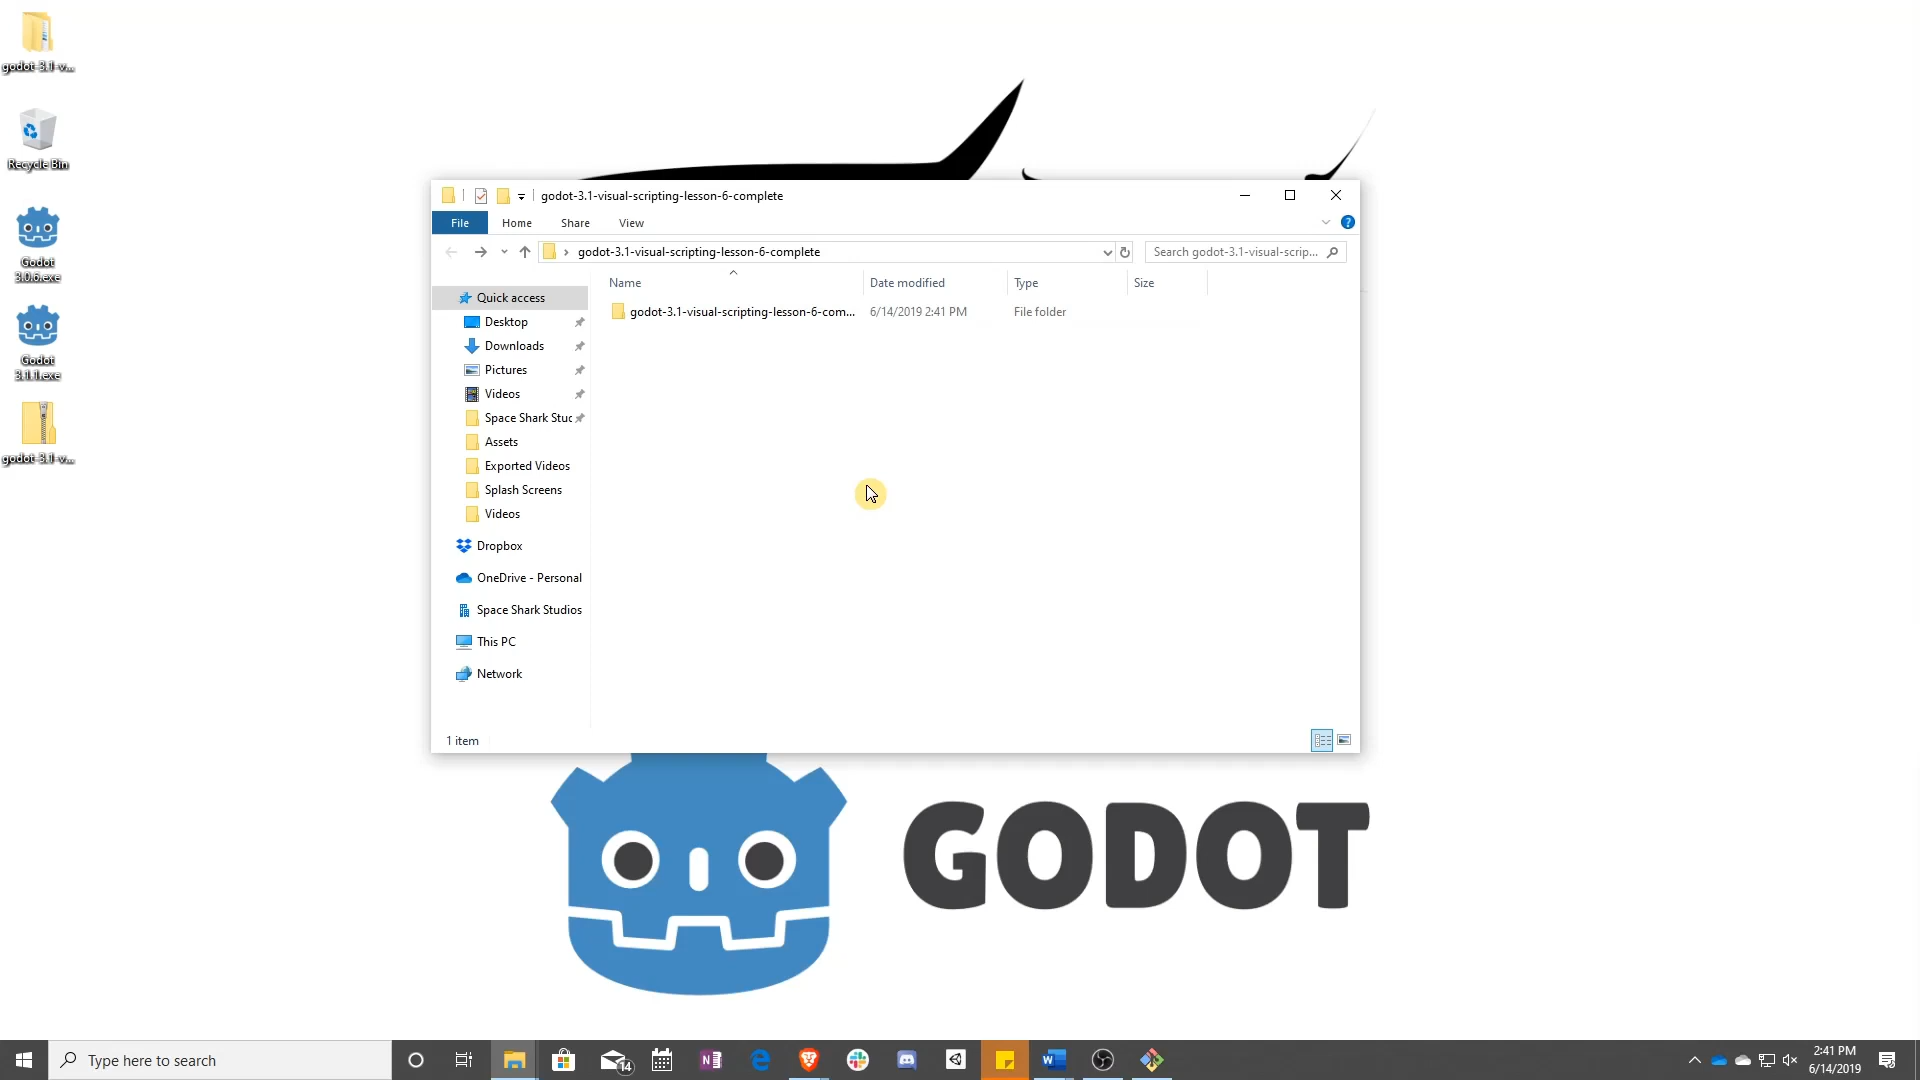 godot-3.1-v...
Recycle Bin
Godot
3.0.6.exe
Godot
3.1.1.exe
godot-3.1-v...
godot-3.1-visual-scripting-lesson-6-complete
File
Home
Share
View
godot-3.1-visual-scripting-lesson-6-complete
Search godot-3.1-visual-scrip...
Name
Date modified
Type
Size
godot-3.1-visual-scripting-lesson-6-com...
6/14/2019 2:41 PM
File folder
Quick access
Desktop
Downloads
Pictures
Videos
Space Shark Stud
Assets
Exported Videos
Splash Screens
Videos
Dropbox
OneDrive - Personal
Space Shark Studios
This PC
Network
1 item
GODOT
Type here to search
14
2:41 PM
6/14/2019